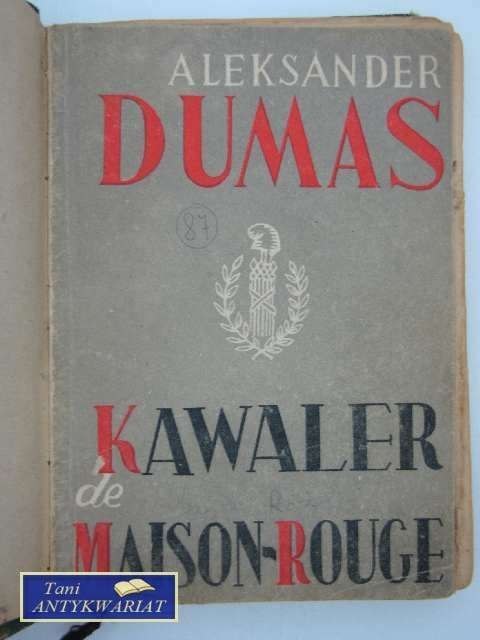 ALEKSANDER
DUMAS
87
KAWALER
de
MAISON-ROUGE
Tani
ANTYKWARIAT